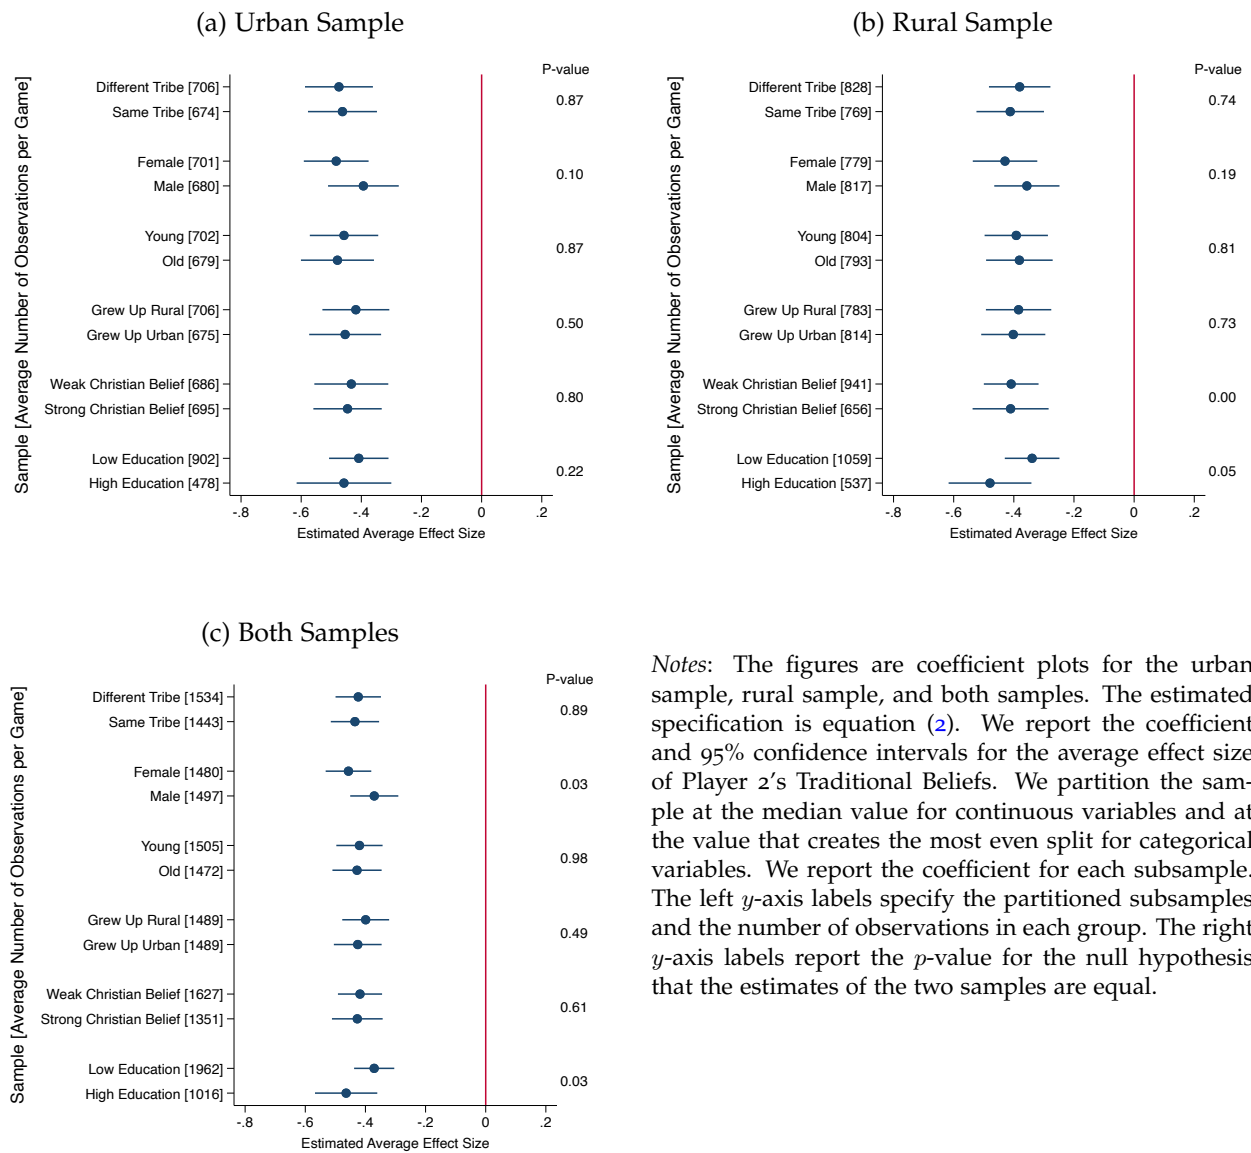 (a) Urban Sample
P-value
Sample [Average Number of Observations per Game]
Different Tribe [706]
0.87
Same Tribe [674]
Female [701]
0.10
Male [680]
Young [702]
0.87
Old [679]
Grew Up Rural [706]
0.50
Grew Up Urban [675]
Weak Christian Belief [686]
0.80
Strong Christian Belief [695]
Low Education [902]
0.22
High Education [478]
-.8 -.6 -.4 -.2 0 .2
Estimated Average Effect Size
(b) Rural Sample
P-value
Sample [Average Number of Observations per Game]
Different Tribe [828]
0.74
Same Tribe [769]
Female [779]
0.19
Male [817]
Young [804]
0.81
Old [793]
Grew Up Rural [783]
0.73
Grew Up Urban [814]
Weak Christian Belief [941]
0.00
Strong Christian Belief [656]
Low Education [1059]
0.05
High Education [537]
-.8 -.6 -.4 -.2 0 .2
Estimated Average Effect Size
(c) Both Samples
P-value
Sample [Average Number of Observations per Game]
Different Tribe [1534]
0.89
Same Tribe [1443]
Female [1480]
0.03
Male [1497]
Young [1505]
0.98
Old [1472]
Grew Up Rural [1489]
0.49
Grew Up Urban [1489]
Weak Christian Belief [1627]
0.61
Strong Christian Belief [1351]
Low Education [1962]
0.03
High Education [1016]
-.8 -.6 -.4 -.2 0 .2
Estimated Average Effect Size
Notes: The figures are coefficient plots for the urban
sample, rural sample, and both samples. The estimated
specification is equation (2). We report the coefficient
and 95% confidence intervals for the average effect size
of Player 2's Traditional Beliefs. We partition the sam-
ple at the median value for continuous variables and at
the value that creates the most even split for categorical
variables. We report the coefficient for each subsample.
The left y-axis labels specify the partitioned subsamples
and the number of observations in each group. The right
y-axis labels report the p-value for the null hypothesis
that the estimates of the two samples are equal.